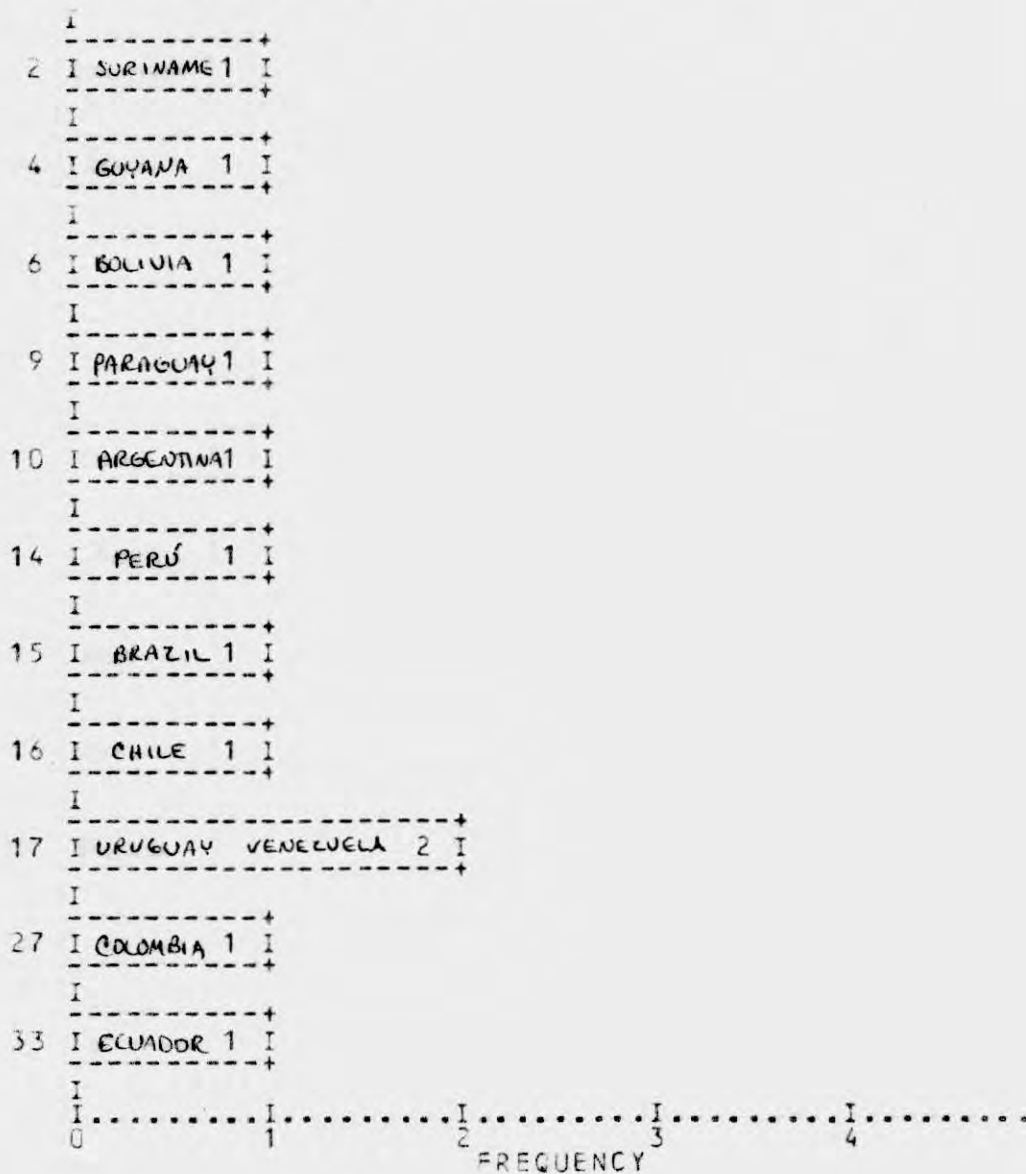 I
-----------+
2 I SURINAME 1 I
-----------+
I
-----------+
4 I GUYANA 1 I
-----------+
I
-----------+
6 I BOLIVIA 1 I
-----------+
I
-----------+
9 I PARAGUAY 1 I
-----------+
I
-----------+
10 I ARGENTINA 1 I
-----------+
I
-----------+
14 I PERÚ 1 I
-----------+
I
-----------+
15 I BRAZIL 1 I
-----------+
I
-----------+
16 I CHILE 1 I
-----------+
I
---------------------+
17 I URUGUAY VENEZUELA 2 I
---------------------+
I
-----------+
27 I COLOMBIA 1 I
-----------+
I
-----------+
33 I ECUADOR 1 I
-----------+
I
I.........I.........I.........I.........I.........
0 1 2 3 4
FREQUENCY